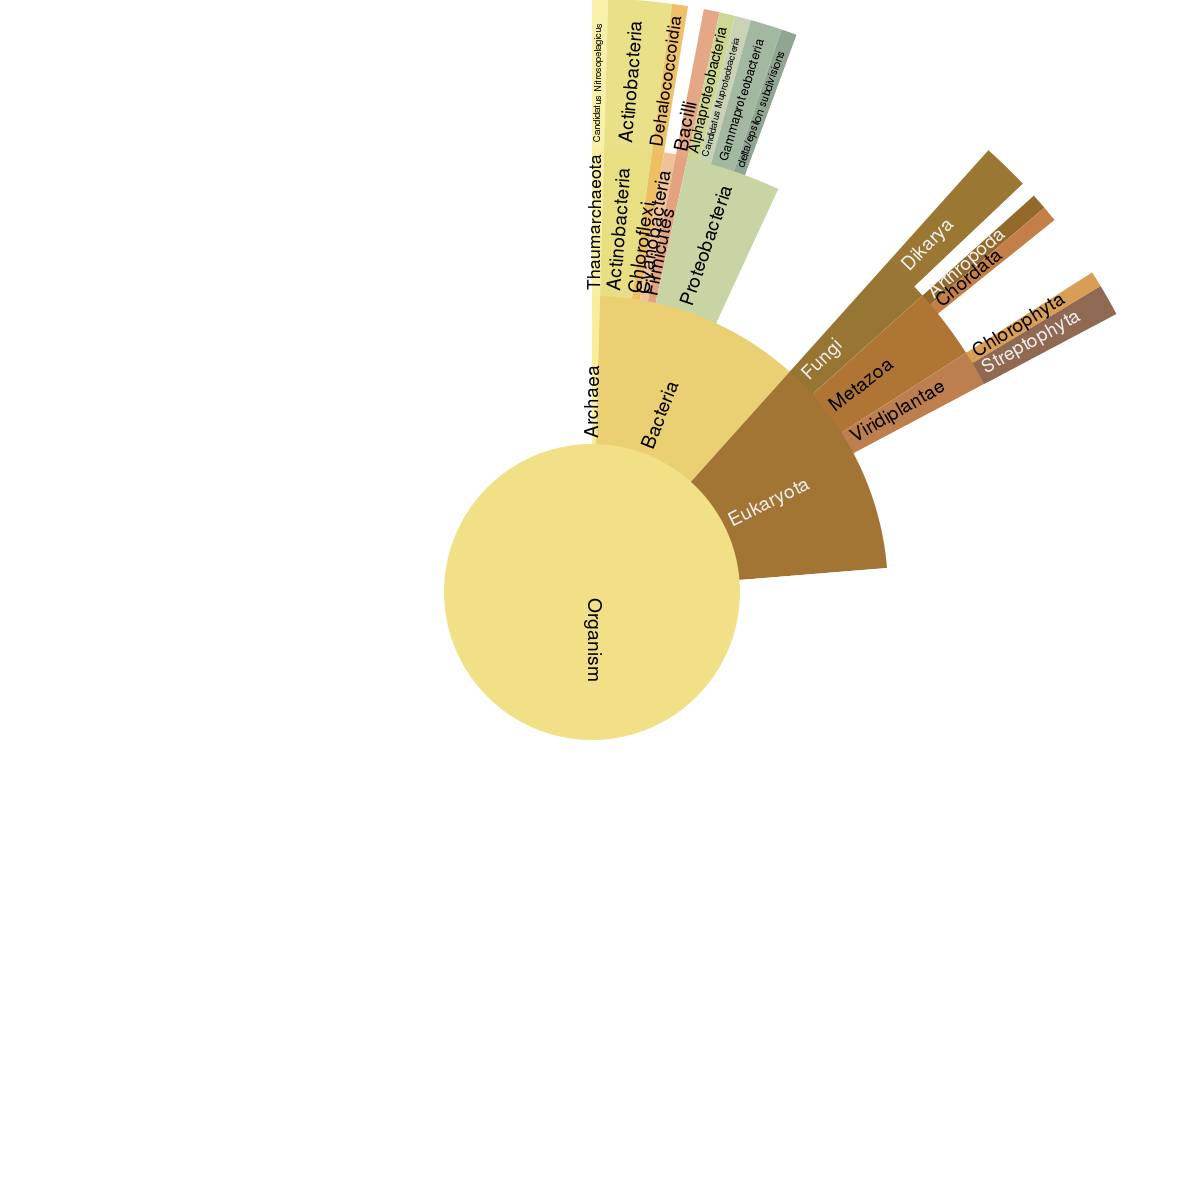 Candidatus Nitrosopelagicus
Actinobacteria
Dehalococcoidia
Bacilli
Alphaproteobacteria
Candidatus Muproteobacteria
Gammaproteobacteria
delta/epsilon subdivisions
Thaumarchaeota
Actinobacteria
Chloroflexi
Cyanobacteria
Firmicutes
Proteobacteria
Dikarya
Arthropoda
Chordata
Chlorophyta
Streptophyta
Fungi
Metazoa
Viridiplantae
Archaea
Bacteria
Eukaryota
Organism